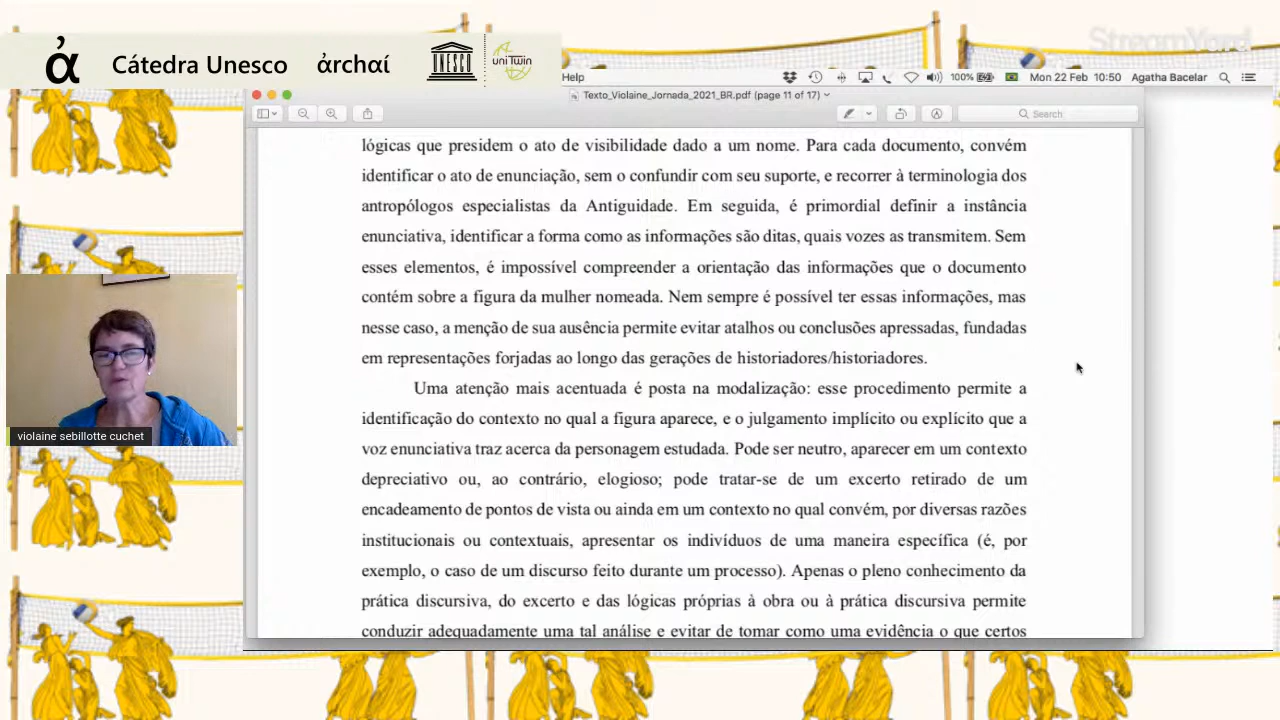 StreamYard
ἀ
Cátedra Unesco
ἀrchaí
UNESCO
uniTwin
Help
100%
Mon 22 Feb 10:50
Agatha Bacelar
Texto_Violaine_Jornada_2021_BR.pdf (page 11 of 17)
Search
lógicas que presidem o ato de visibilidade dado a um nome. Para cada documento, convém
identificar o ato de enunciação, sem o confundir com seu suporte, e recorrer à terminologia dos
antropólogos especialistas da Antiguidade. Em seguida, é primordial definir a instância
enunciativa, identificar a forma como as informações são ditas, quais vozes as transmitem. Sem
esses elementos, é impossível compreender a orientação das informações que o documento
contém sobre a figura da mulher nomeada. Nem sempre é possível ter essas informações, mas
nesse caso, a menção de sua ausência permite evitar atalhos ou conclusões apressadas, fundadas
em representações forjadas ao longo das gerações de historiadores/historiadores.
Uma atenção mais acentuada é posta na modalização: esse procedimento permite a
identificação do contexto no qual a figura aparece, e o julgamento implícito ou explícito que a
voz enunciativa traz acerca da personagem estudada. Pode ser neutro, aparecer em um contexto
depreciativo ou, ao contrário, elogioso; pode tratar-se de um excerto retirado de um
encadeamento de pontos de vista ou ainda em um contexto no qual convém, por diversas razões
institucionais ou contextuais, apresentar os indivíduos de uma maneira específica (é, por
exemplo, o caso de um discurso feito durante um processo). Apenas o pleno conhecimento da
prática discursiva, do excerto e das lógicas próprias à obra ou à prática discursiva permite
conduzir adequadamente uma tal análise e evitar de tomar como uma evidência o que certos
violaine sebillotte cuchet